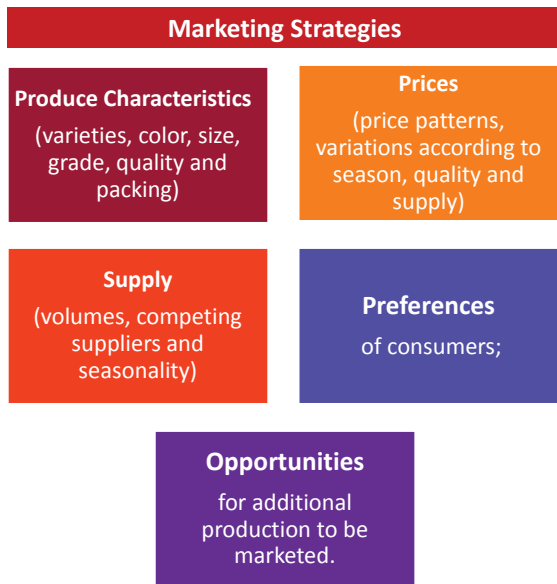 Marketing Strategies
Produce Characteristics
(varieties, color, size,
grade, quality and
packing)
Prices
(price patterns,
variations according to
season, quality and
supply)
Supply
(volumes, competing
suppliers and
seasonality)
Preferences
of consumers;
Opportunities
for additional
production to be
marketed.